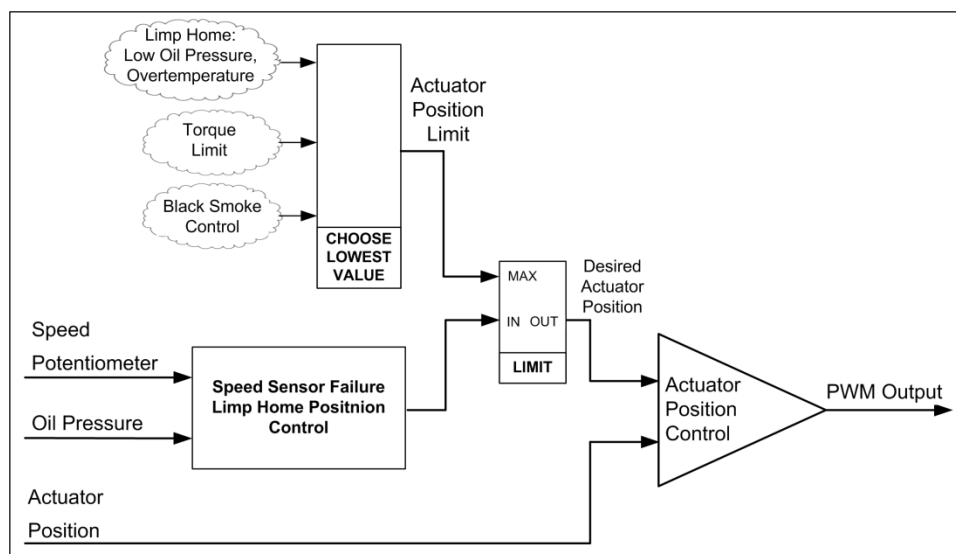 Limp Home:
Low Oil Pressure,
Overtemperature
Torque
Limit
Black Smoke
Control
CHOOSE
LOWEST
VALUE
Actuator
Position
Limit
MAX
IN OUT
LIMIT
Desired
Actuator
Position
Speed
Potentiometer
Oil Pressure
Speed Sensor Failure
Limp Home Positnion
Control
Actuator
Position
Actuator
Position
Control
PWM Output